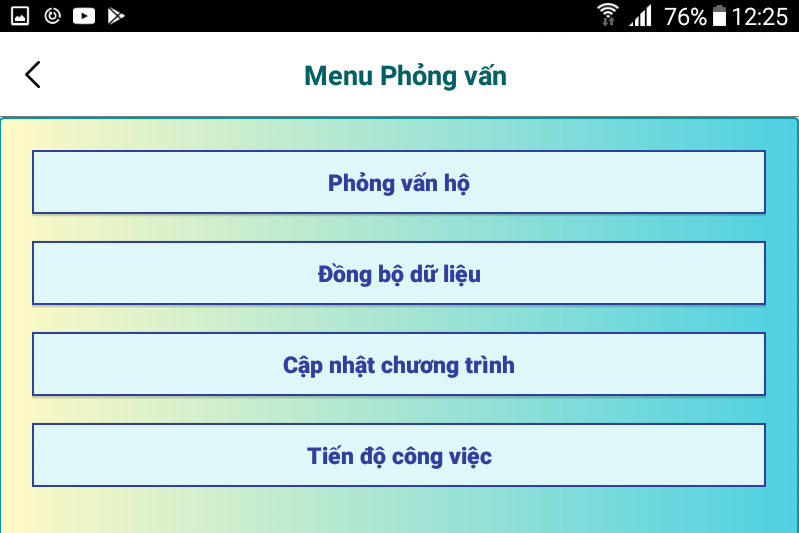 76% 12:25
Menu Phỏng vấn
Phỏng vấn hộ
Đồng bộ dữ liệu
Cập nhật chương trình
Tiến độ công việc